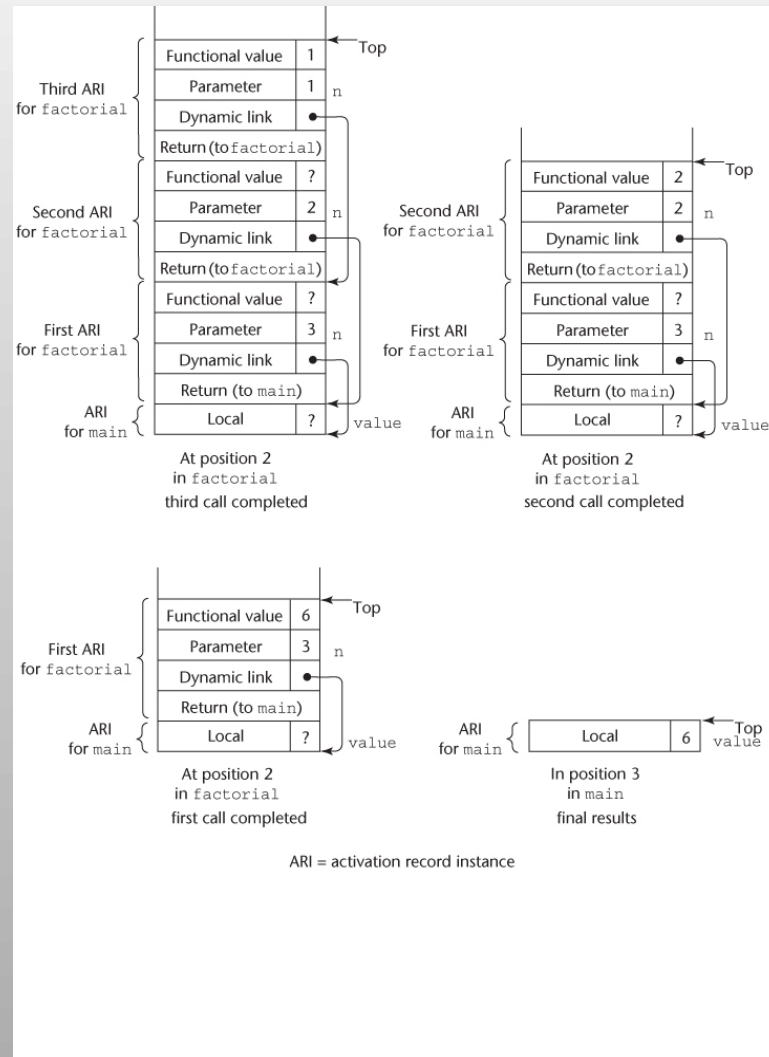 Top
Functional value 1
Third ARI
for factorial
Parameter 1 n
Dynamic link
Return (to factorial)
Functional value ?
Second ARI
for factorial
Parameter 2 n
Dynamic link
Return (to factorial)
Functional value ?
First ARI
for factorial
Parameter 3 n
Dynamic link
Return (to main)
ARI
for main
Local ? value
At position 2
in factorial
third call completed
Top
Functional value 2
Second ARI
for factorial
Parameter 2 n
Dynamic link
Return (to factorial)
Functional value ?
First ARI
for factorial
Parameter 3 n
Dynamic link
Return (to main)
ARI
for main
Local ? value
At position 2
in factorial
second call completed
Top
Functional value 6
First ARI
for factorial
Parameter 3 n
Dynamic link
Return (to main)
ARI
for main
Local ? value
At position 2
in factorial
first call completed
Top
ARI
for main
Local 6 value
In position 3
in main
final results
ARI = activation record instance